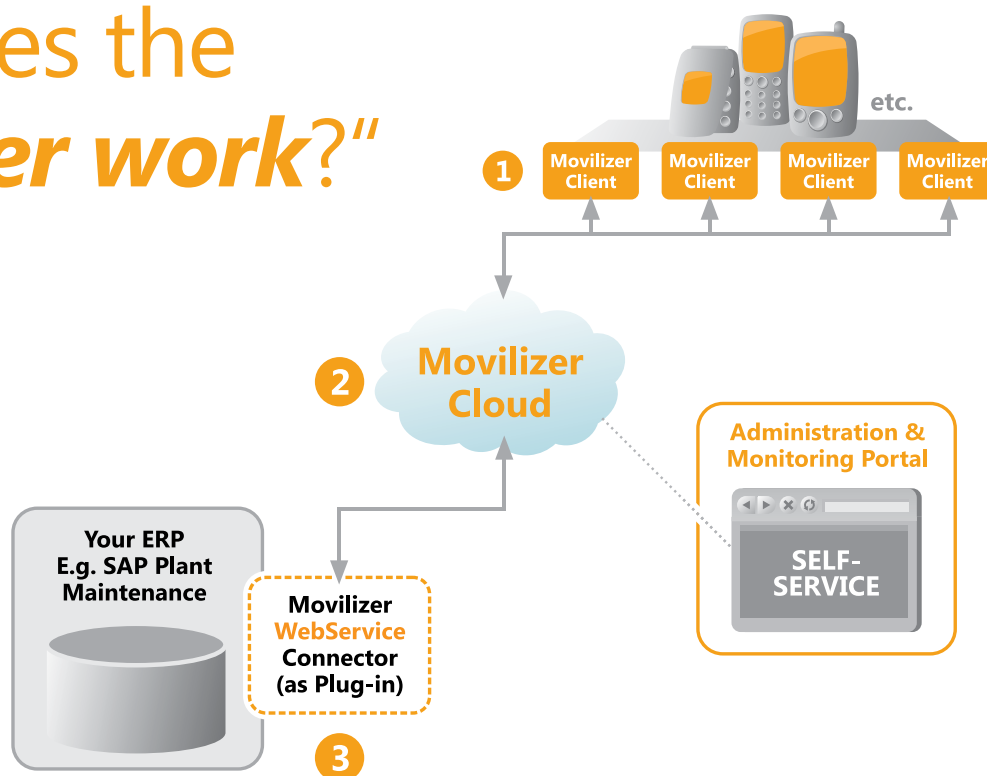 es the
er work?“
etc.
1
Movilizer
Client
Movilizer
Client
Movilizer
Client
Movilizer
Client
2
Movilizer
Cloud
Administration &
Monitoring Portal
SELF-
SERVICE
Your ERP
E.g. SAP Plant
Maintenance
Movilizer
WebService
Connector
(as Plug-in)
3